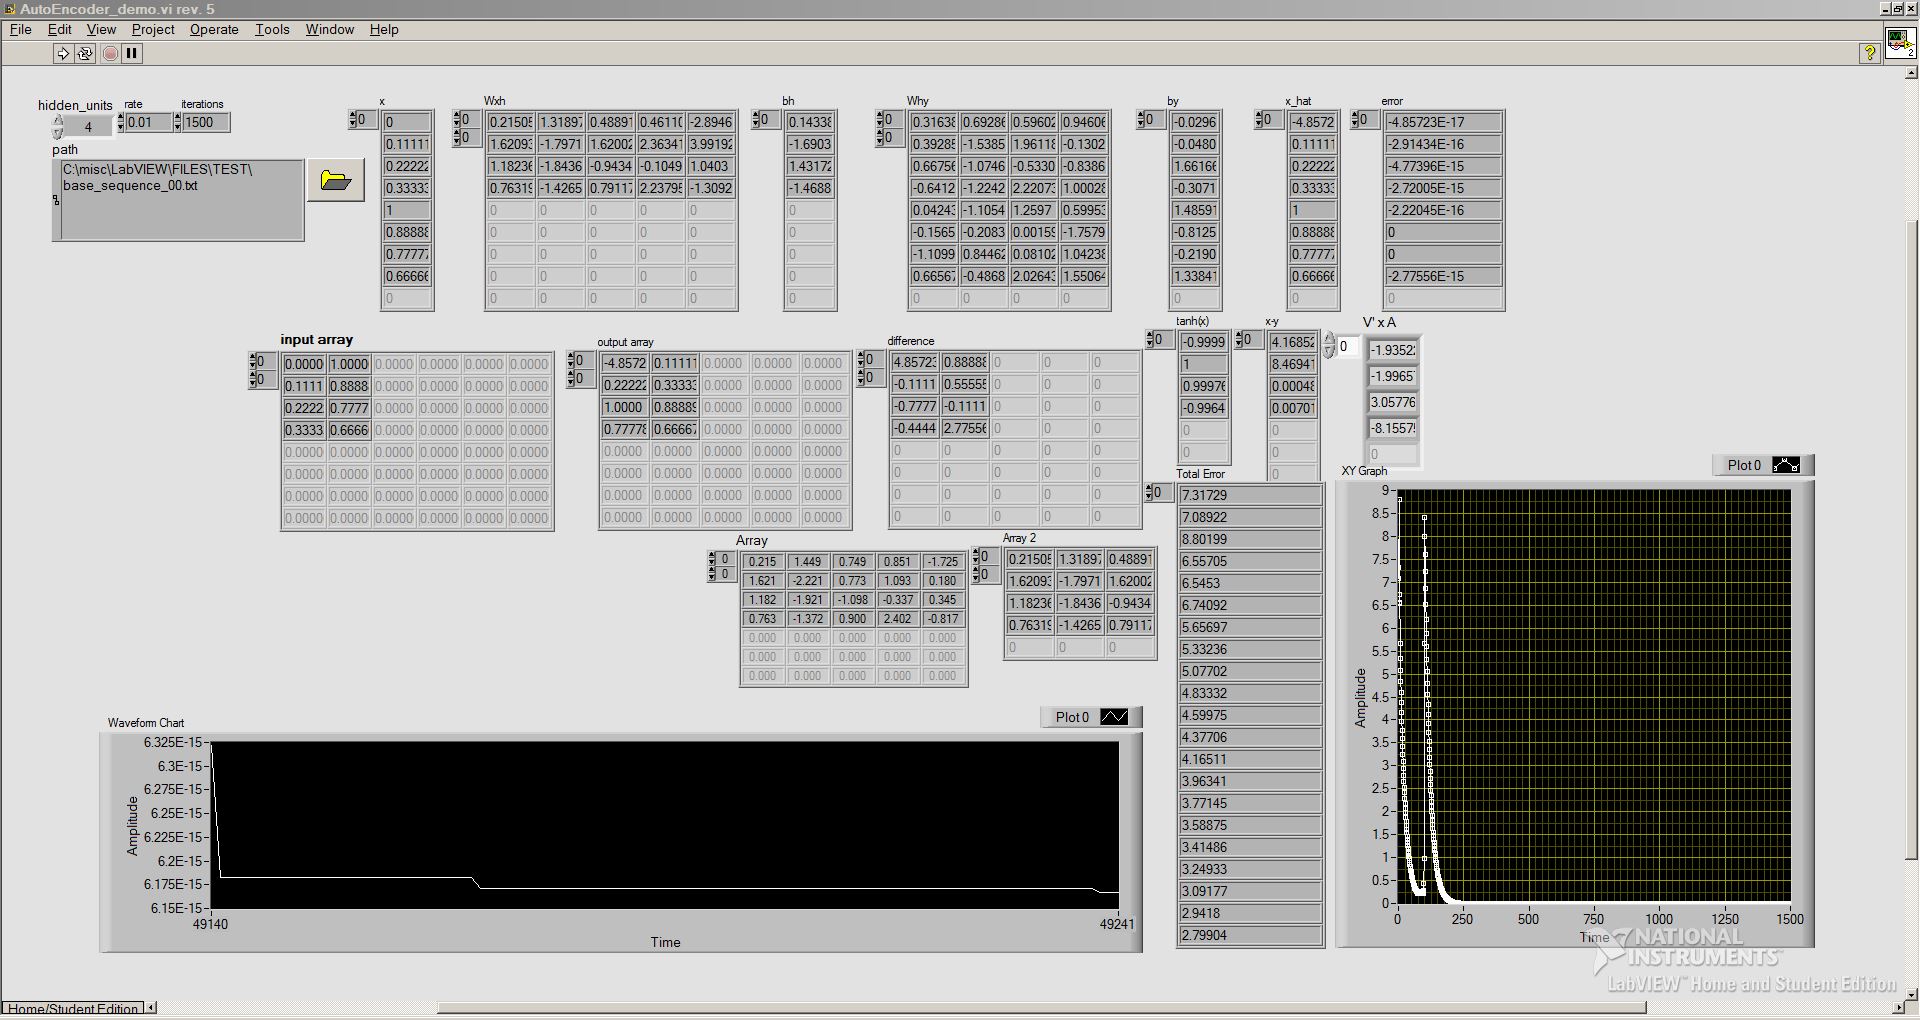 AutoEncoder_demo.vi rev. 5
File Edit View Project Operate Tools Window Help
2
hidden_units rate iterations
4 0.01 1500
path
C:\misc\LabVIEW\FILES\TEST\
base_sequence_00.txt
x
0
0
0.11111
0.22222
0.33333
1
0.88888
0.77777
0.66666
0
Wxh
0
0
0.21505 1.31897 0.48891 0.46110 -2.8946
1.62093 -1.7971 1.62002 2.36341 3.99192
1.18236 -1.8436 -0.9434 -0.1049 1.0403
0.76319 -1.4265 0.79117 2.23795 -1.3092
0 0 0 0 0
0 0 0 0 0
0 0 0 0 0
0 0 0 0 0
0 0 0 0 0
bh
0
0.14338
-1.6903
1.43172
-1.4688
0
0
0
0
0
Why
0
0
0.31638 0.69286 0.59602 0.94606
0.39285 -1.5385 1.96118 -0.1302
0.66756 -1.0746 -0.5330 -0.8386
-0.6412 -1.2242 2.22073 1.00028
0.04243 -1.1054 1.2597 0.59953
-0.1565 -0.2083 0.00159 -1.7579
-1.1099 0.84462 0.08102 1.04238
0.66567 -0.4868 2.02643 1.55064
0 0 0 0
by
0
-0.0296
-0.0480
1.66166
-0.3071
1.48591
-0.8125
-0.2190
1.33841
0
x_hat
0
-4.8572
0.11111
0.22222
0.33333
1
0.88888
0.77777
0.66666
0
error
0
-4.85723E-17
-2.91434E-16
-4.77396E-15
-2.72005E-15
-2.22045E-16
0
0
-2.77556E-15
0
input array
0
0
0.0000 1.0000 0.0000 0.0000 0.0000 0.0000
0.1111 0.8888 0.0000 0.0000 0.0000 0.0000
0.2222 0.7777 0.0000 0.0000 0.0000 0.0000
0.3333 0.6666 0.0000 0.0000 0.0000 0.0000
0.0000 0.0000 0.0000 0.0000 0.0000 0.0000
0.0000 0.0000 0.0000 0.0000 0.0000 0.0000
0.0000 0.0000 0.0000 0.0000 0.0000 0.0000
0.0000 0.0000 0.0000 0.0000 0.0000 0.0000
output array
0
0
-4.8572 0.11111 0.0000 0.0000 0.0000
0.22222 0.33333 0.0000 0.0000 0.0000
1.0000 0.88889 0.0000 0.0000 0.0000
0.77778 0.66667 0.0000 0.0000 0.0000
0.0000 0.0000 0.0000 0.0000 0.0000
0.0000 0.0000 0.0000 0.0000 0.0000
0.0000 0.0000 0.0000 0.0000 0.0000
0.0000 0.0000 0.0000 0.0000 0.0000
difference
0
0
4.85723 0.88888 0 0 0
-0.1111 0.55555 0 0 0
-0.7777 -0.1111 0 0 0
-0.4444 2.77556 0 0 0
0 0 0 0 0
0 0 0 0 0
0 0 0 0 0
0 0 0 0 0
tanh(x)
0
-0.9999
1
0.99976
-0.9964
0
0
x-y
0
4.16852
8.46941
0.00048
0.00701
0
0
0
V' x A
0
-1.93522
-1.9965
3.05776
-8.1557
0
Array
0
0
0.215 1.449 0.749 0.851 -1.725
1.621 -2.221 0.773 1.093 0.180
1.182 -1.921 -1.098 -0.337 0.345
0.763 -1.372 0.900 2.402 -0.817
0.000 0.000 0.000 0.000 0.000
0.000 0.000 0.000 0.000 0.000
0.000 0.000 0.000 0.000 0.000
Array 2
0
0
0.21505 1.31897 0.48891
1.62093 -1.7971 1.62002
1.18236 -1.8436 -0.9434
0.76319 -1.4265 0.79117
0 0 0
Total Error
0
7.31729
7.08922
8.80199
6.55705
6.5453
6.74092
5.65697
5.33236
5.07702
4.83332
4.59975
4.37706
4.16511
3.96341
3.77145
3.58875
3.41486
3.24933
3.09177
2.9418
2.79904
Waveform Chart
Plot 0
Amplitude
6.325E-15
6.3E-15
6.275E-15
6.25E-15
6.225E-15
6.2E-15
6.175E-15
6.15E-15
49140 49241
Time
XY Graph
Plot 0
Amplitude
9
8.5
8
7.5
7
6.5
6
5.5
5
4.5
4
3.5
3
2.5
2
1.5
1
0.5
0
0 250 500 750 1000 1250 1500
Time
NATIONAL
INSTRUMENTS™
LabVIEW™ Home and Student Edition
Home/Student Edition